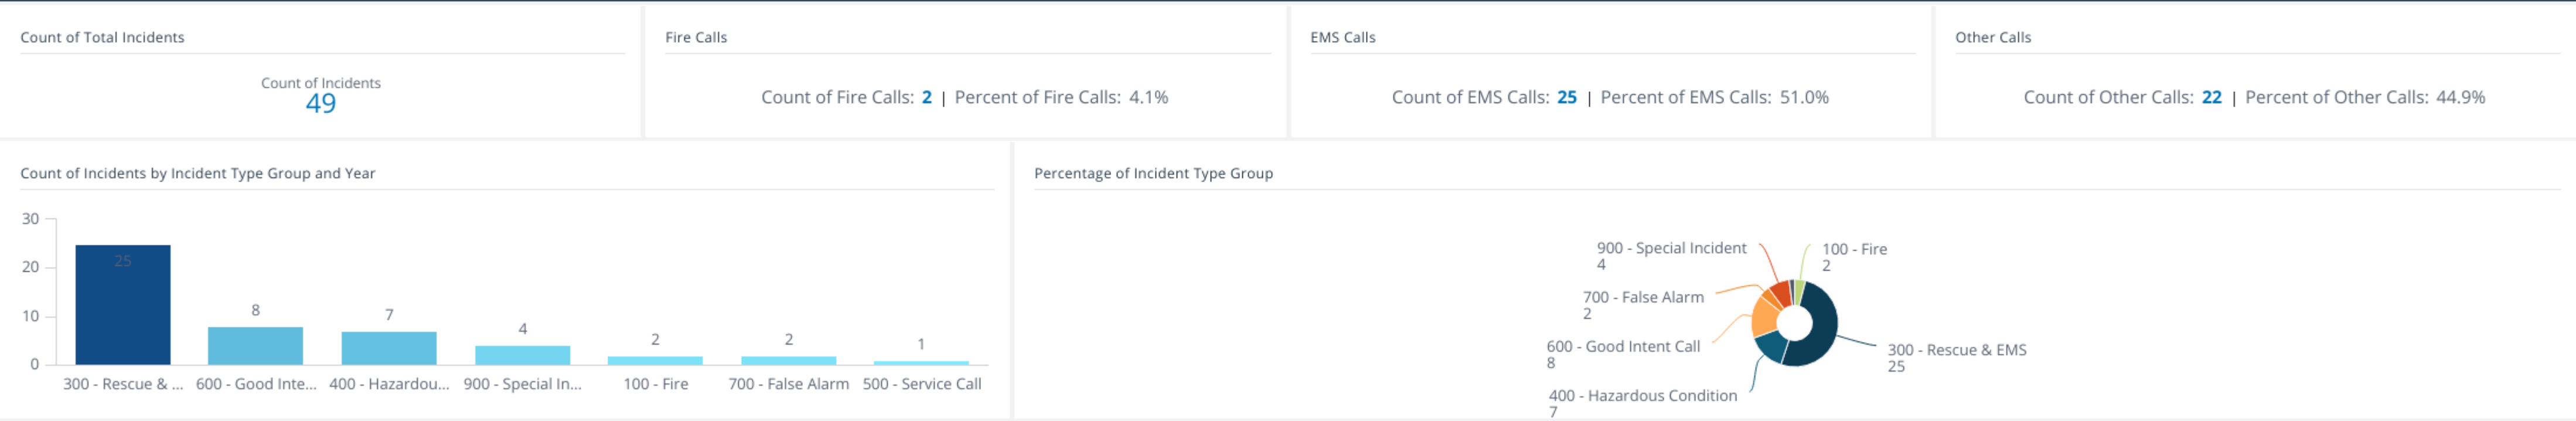 Count of Total Incidents
Count of Incidents
49
Fire Calls
Count of Fire Calls: 2 | Percent of Fire Calls: 4.1%
EMS Calls
Count of EMS Calls: 25 | Percent of EMS Calls: 51.0%
Other Calls
Count of Other Calls: 22 | Percent of Other Calls: 44.9%
Count of Incidents by Incident Type Group and Year
30
20
10
0
25
8
7
4
2
2
1
300 - Rescue & ...
600 - Good Inte...
400 - Hazardou...
900 - Special In...
100 - Fire
700 - False Alarm
500 - Service Call
Percentage of Incident Type Group
900 - Special Incident
4
100 - Fire
2
700 - False Alarm
2
600 - Good Intent Call
8
300 - Rescue & EMS
25
400 - Hazardous Condition
7